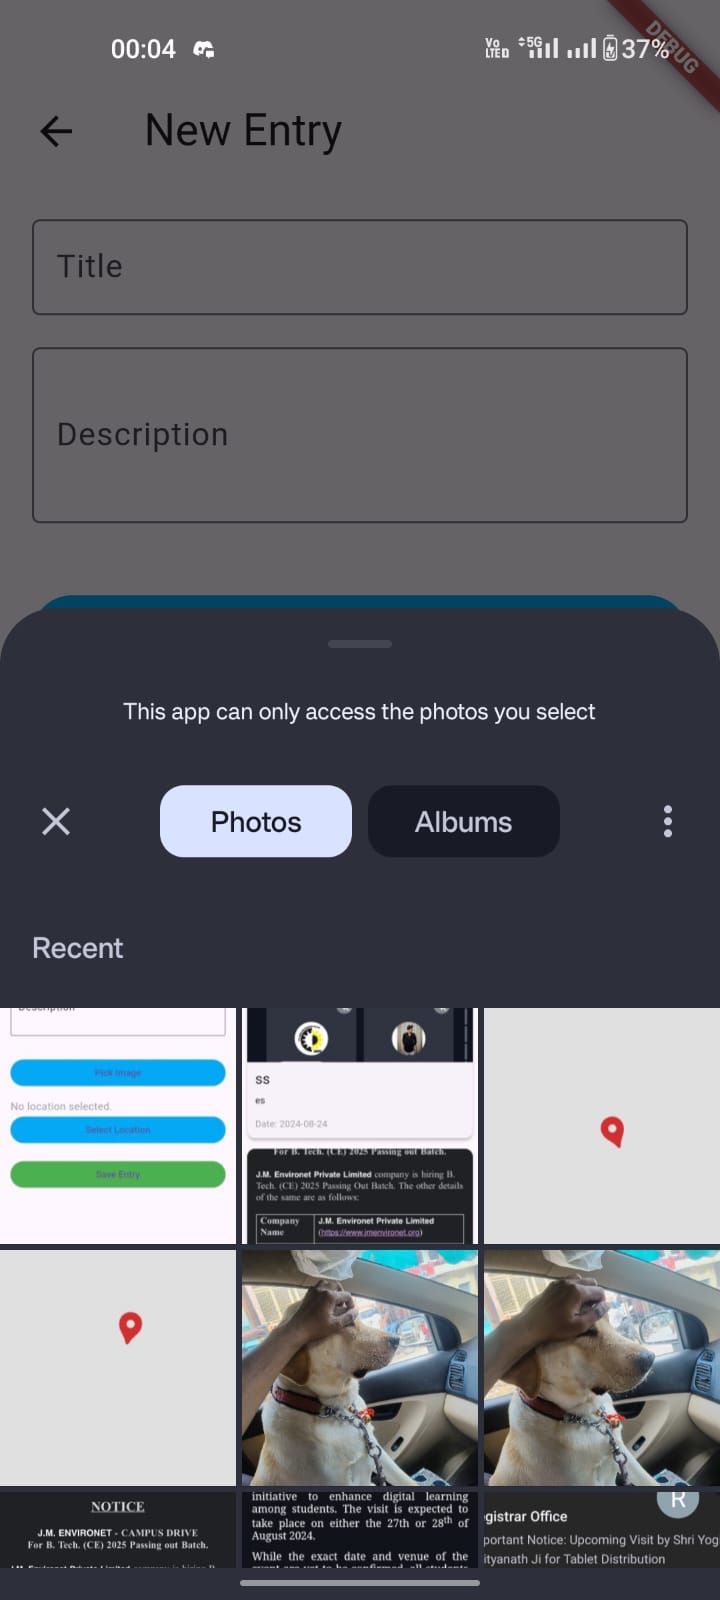 00:04
Vo LTED
5G
37%
DEBUG
New Entry
Title
Description
This app can only access the photos you select
Photos
Albums
Recent
Description
Pick Image
No location selected.
Select Location
Save Entry
SS
es
Date: 2024-08-24
For B. Tech. (CE) 2025 Passing out Batch.
J.M. Environet Private Limited company is hiring B.
Tech. (CE) 2025 Passing Out Batch. The other details
of the same are as follows:
Company Name
J.M. Environet Private Limited
(https://www.jmenvironet.org)
NOTICE
J.M. ENVIRONET - CAMPUS DRIVE
For B. Tech. (CE) 2025 Passing out Batch.
initiative to enhance digital learning
among students. The visit is expected to
take place on either the 27th or 28th of
August 2024.
While the exact date and venue of the
R
gistrar Office
portant Notice: Upcoming Visit by Shri Yog
ityanath Ji for Tablet Distribution